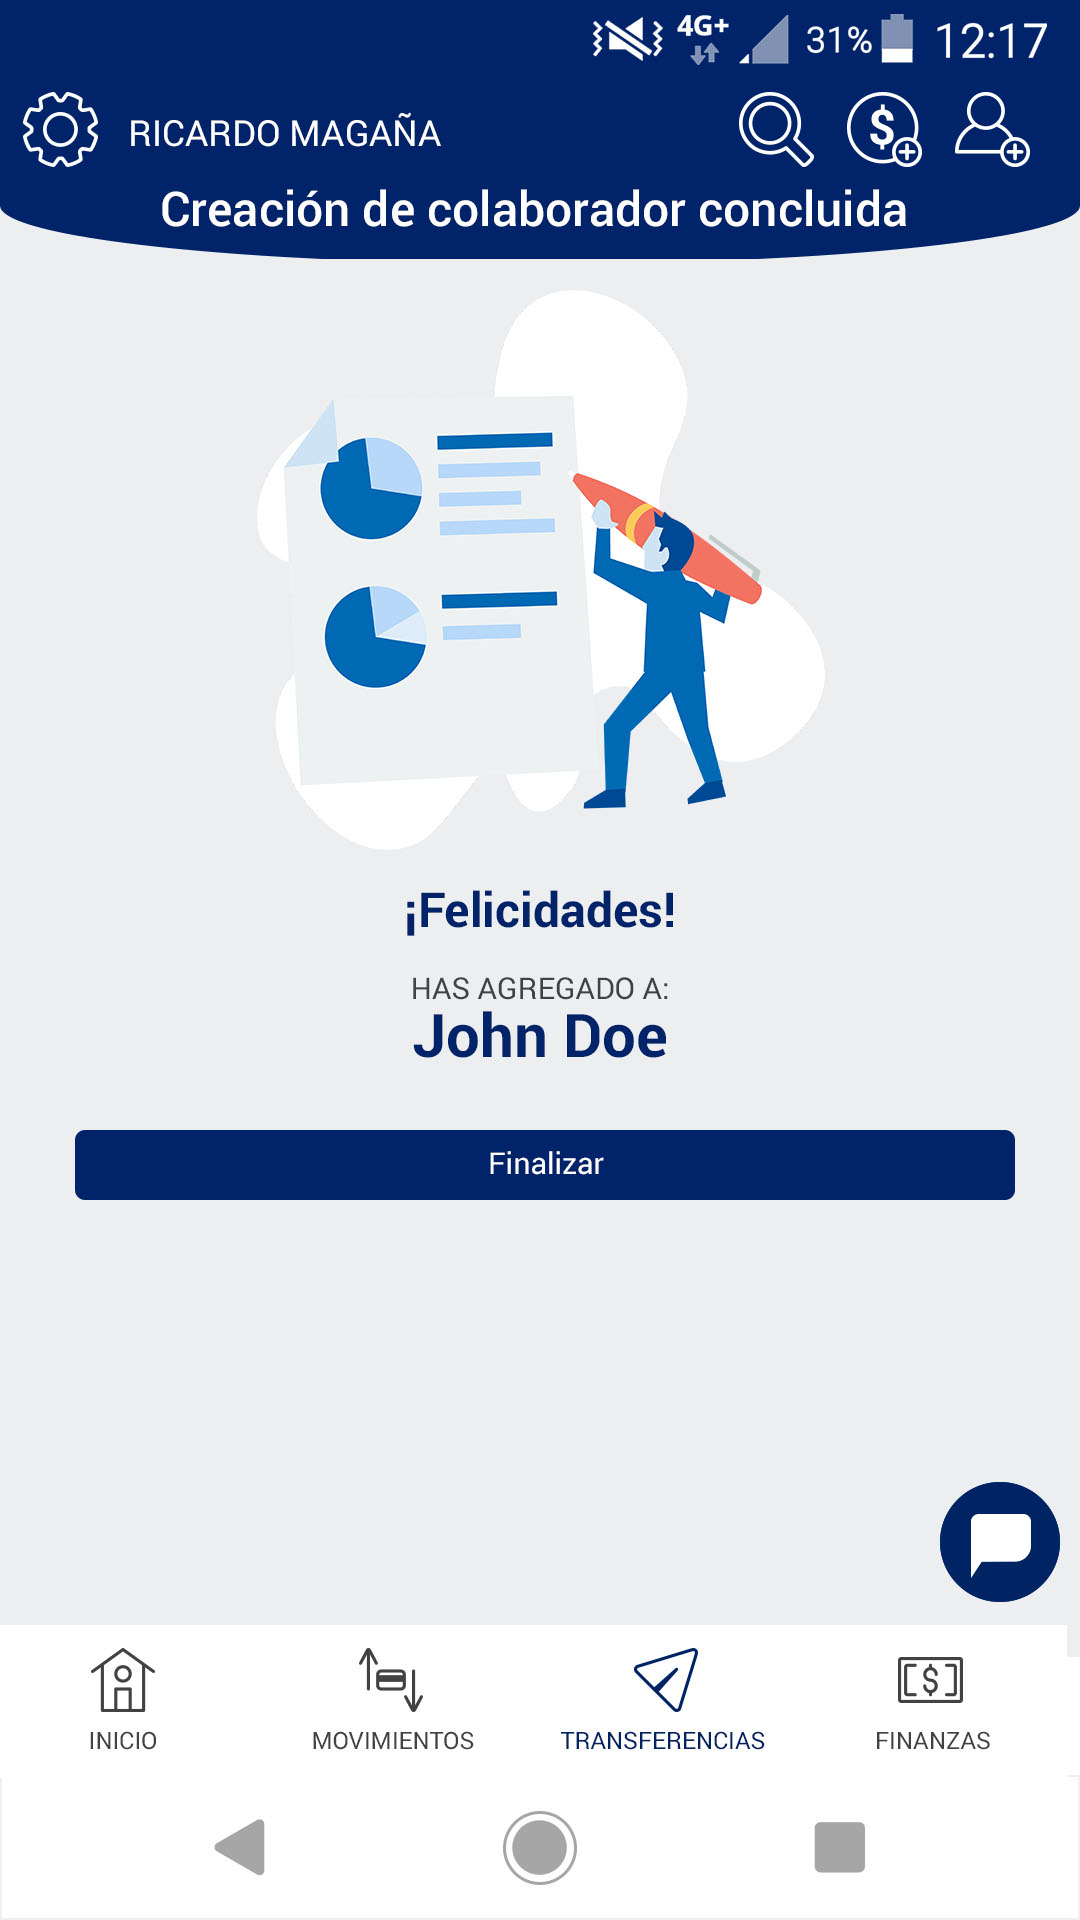 4G+ 31% 12:17
RICARDO MAGAÑA
Creación de colaborador concluida
¡Felicidades!
HAS AGREGADO A:
John Doe
Finalizar
INICIO MOVIMIENTOS TRANSFERENCIAS FINANZAS